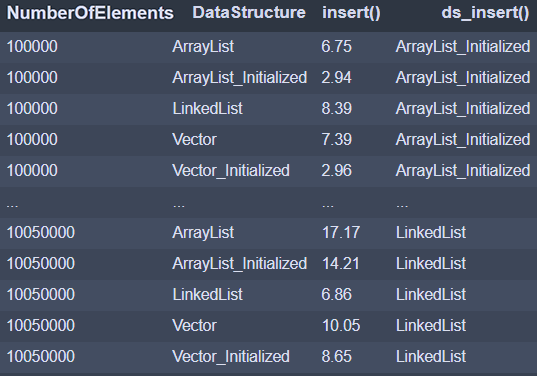 NumberOfElements DataStructure insert() ds_insert()
100000 ArrayList 6.75 ArrayList_Initialized
100000 ArrayList_Initialized 2.94 ArrayList_Initialized
100000 LinkedList 8.39 ArrayList_Initialized
100000 Vector 7.39 ArrayList_Initialized
100000 Vector_Initialized 2.96 ArrayList_Initialized
... ... ... ...
10050000 ArrayList 17.17 LinkedList
10050000 ArrayList_Initialized 14.21 LinkedList
10050000 LinkedList 6.86 LinkedList
10050000 Vector 10.05 LinkedList
10050000 Vector_Initialized 8.65 LinkedList